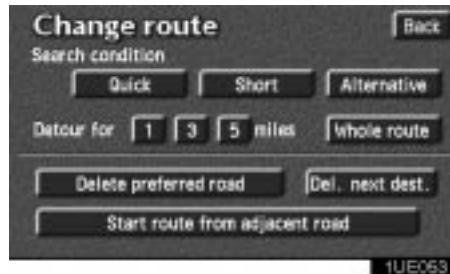 Change route Back
Search condition
Quick Short Alternative
Detour for 1 3 5 miles Whole route
Delete preferred road Del. next dest.
Start route from adjacent road
1UE053